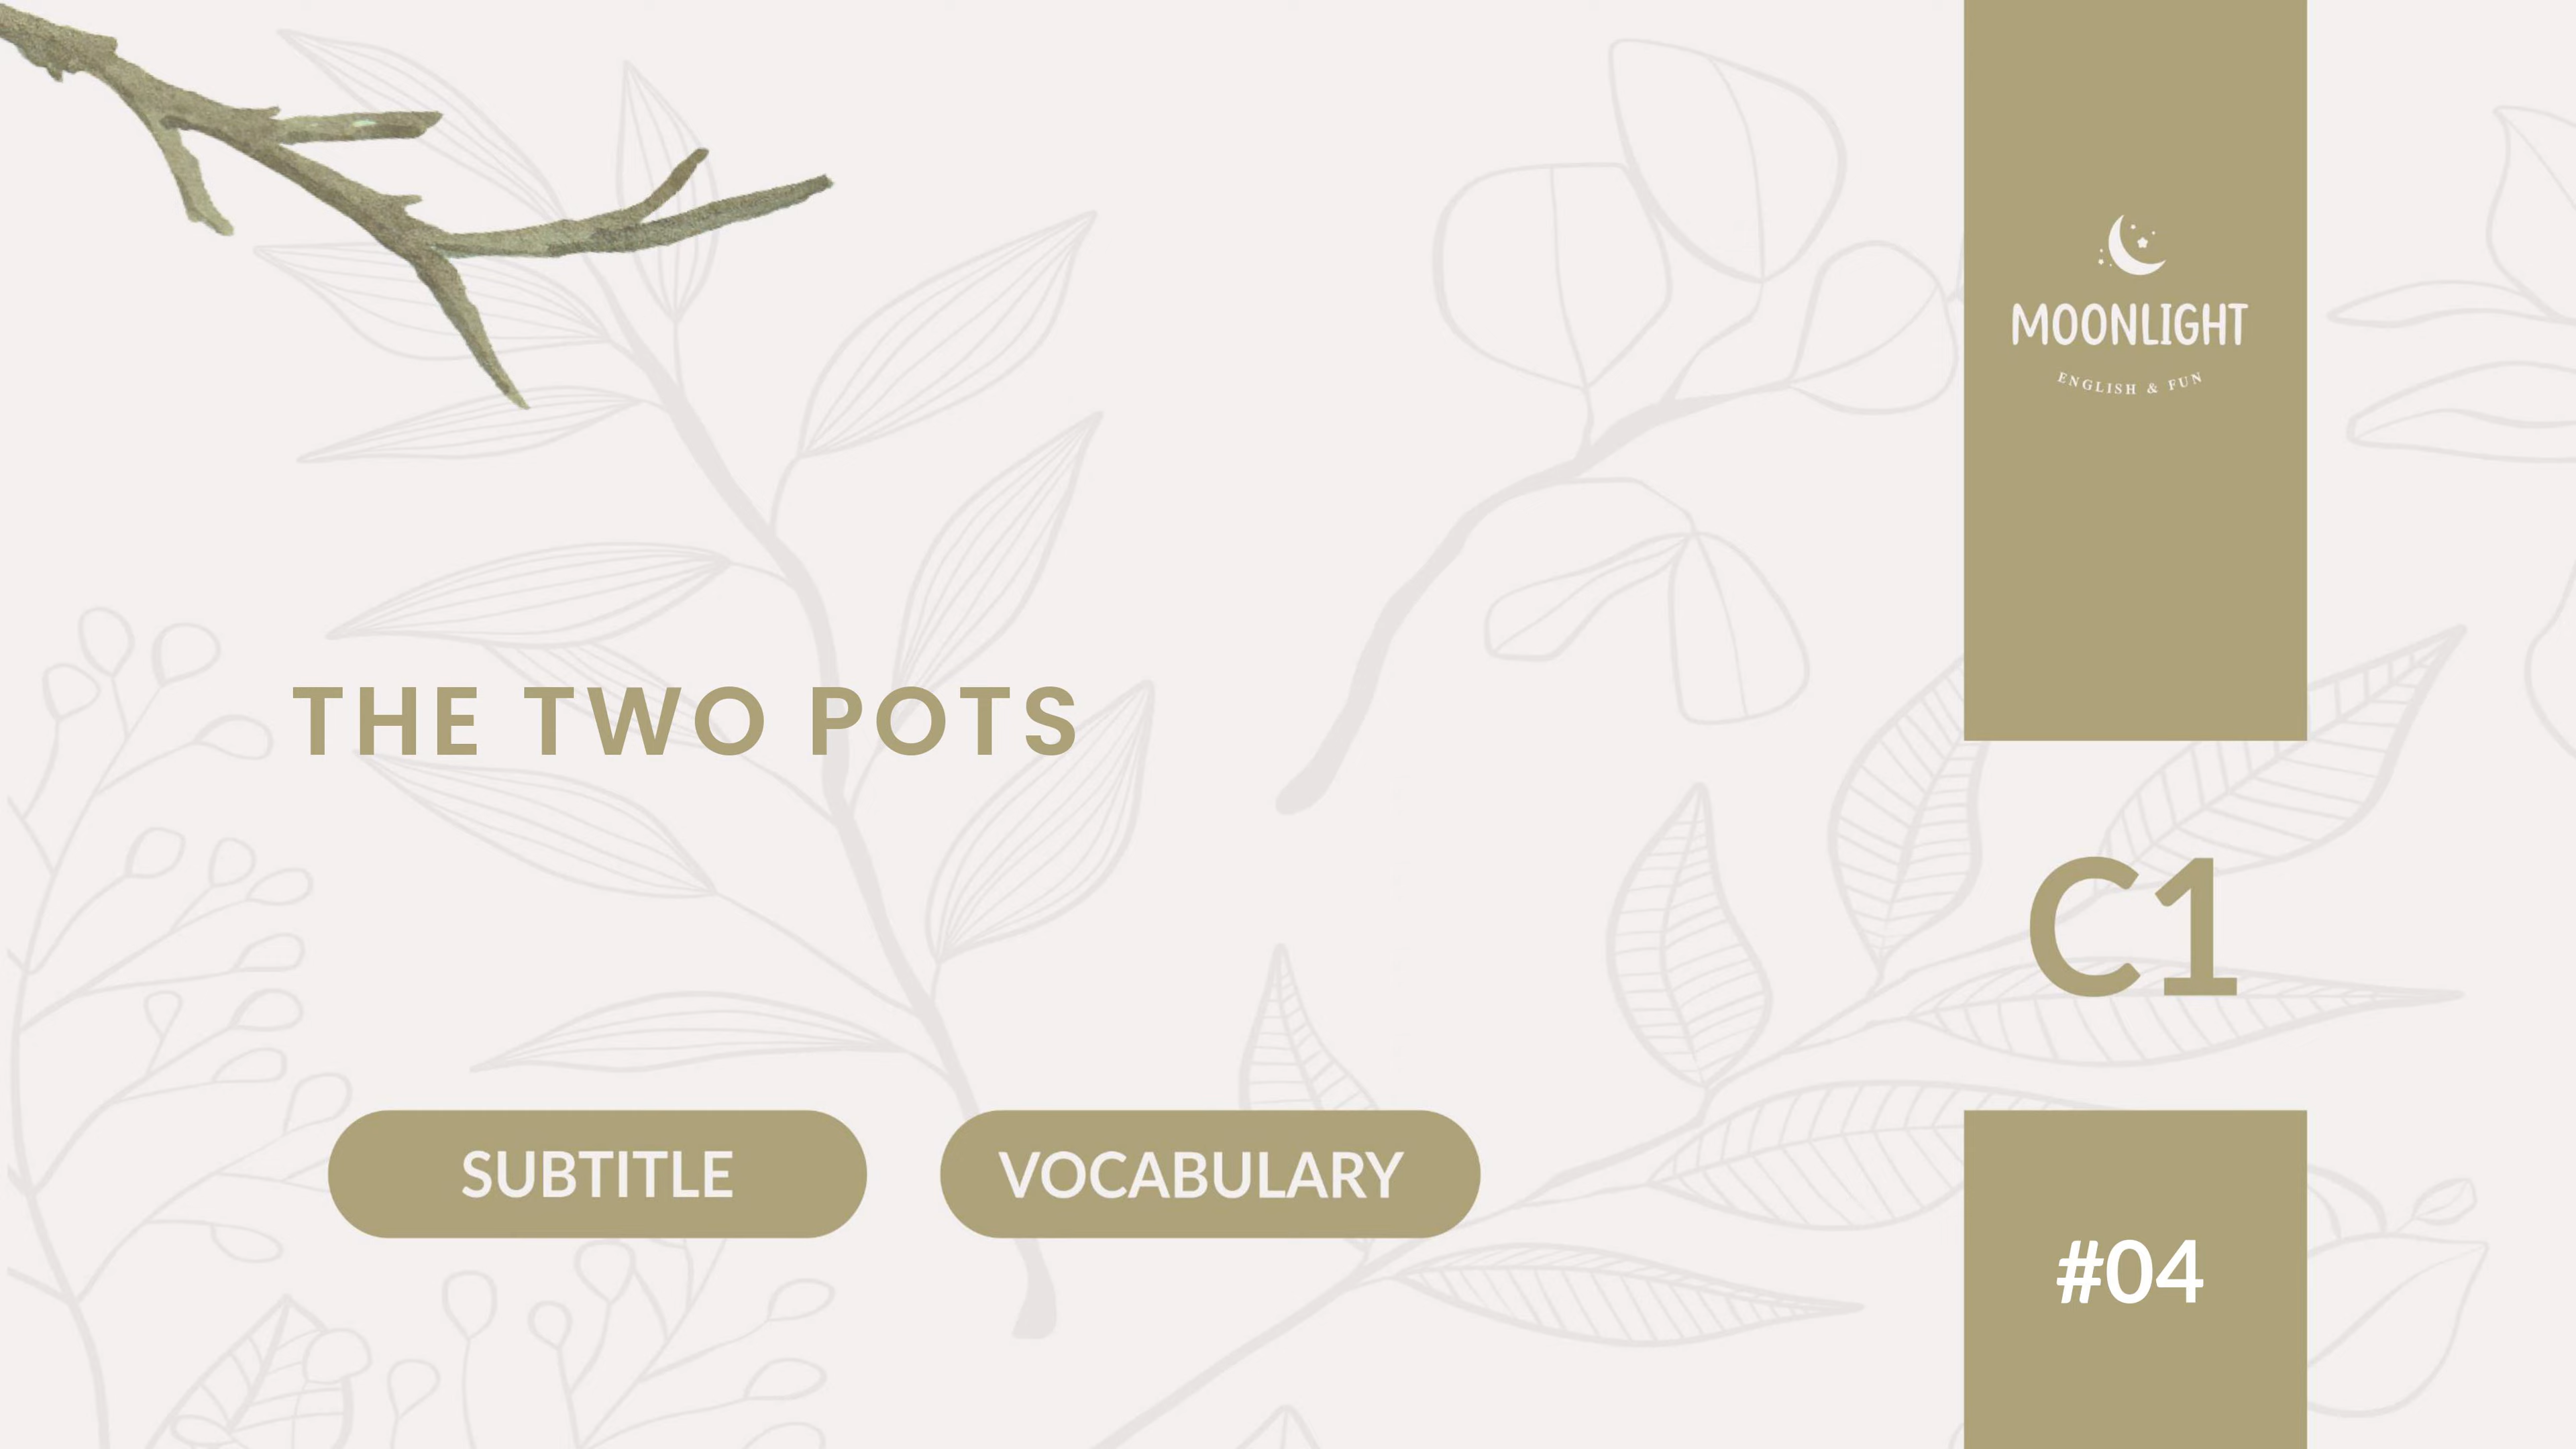 MOONLIGHT
ENGLISH & FUN
THE TWO POTS
C1
SUBTITLE
VOCABULARY
#04